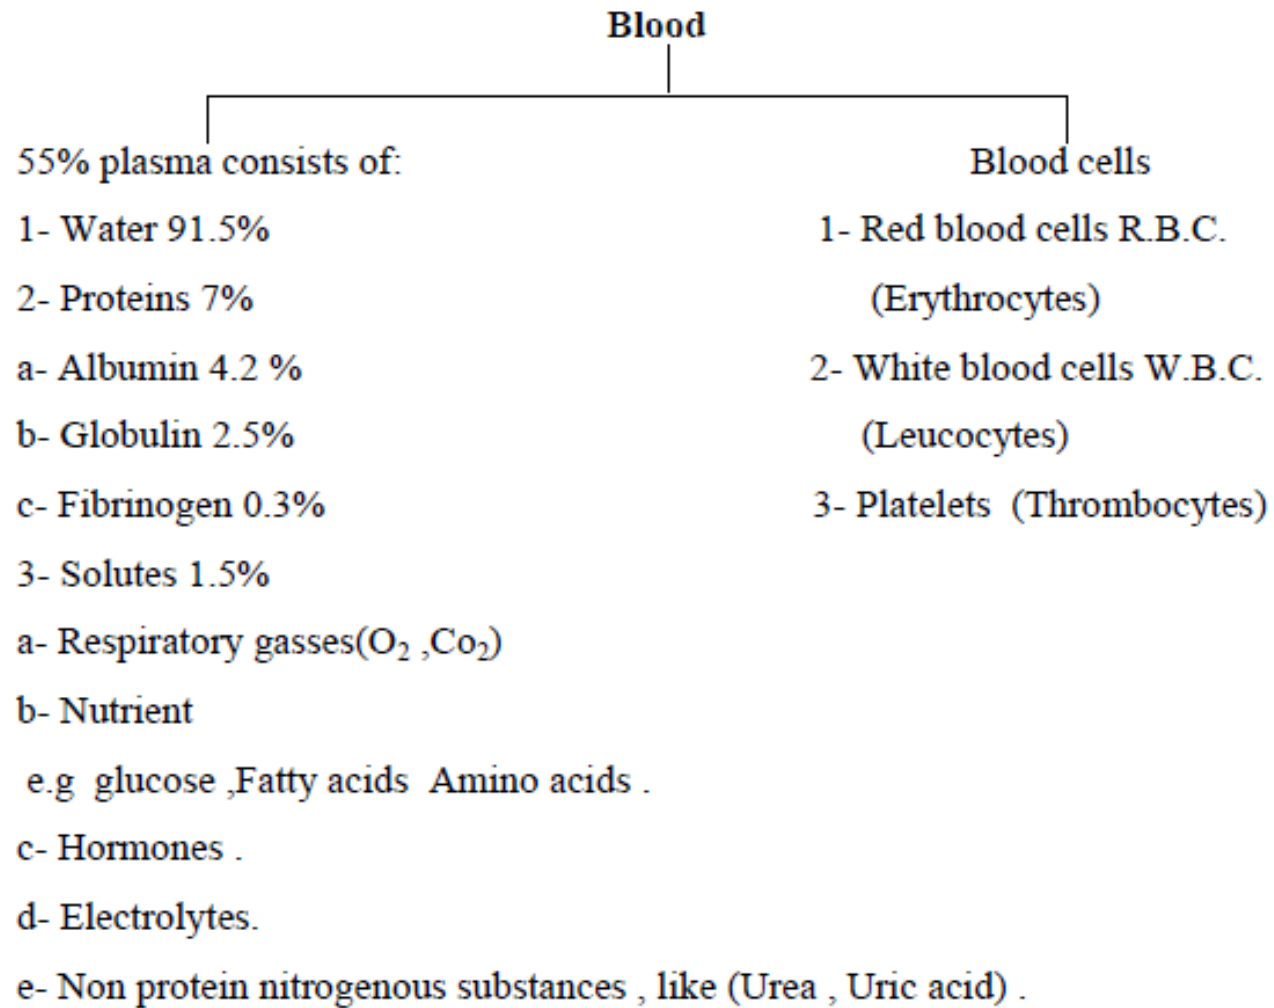 Blood
55% plasma consists of:
1- Water 91.5%
2- Proteins 7%
a- Albumin 4.2 %
b- Globulin 2.5%
c- Fibrinogen 0.3%
3- Solutes 1.5%
a- Respiratory gasses(O₂ ,Co₂)
b- Nutrient
e.g  glucose ,Fatty acids  Amino acids .
c- Hormones .
d- Electrolytes.
e- Non protein nitrogenous substances , like (Urea , Uric acid) .
Blood cells
1- Red blood cells R.B.C.
(Erythrocytes)
2- White blood cells W.B.C.
(Leucocytes)
3- Platelets  (Thrombocytes)